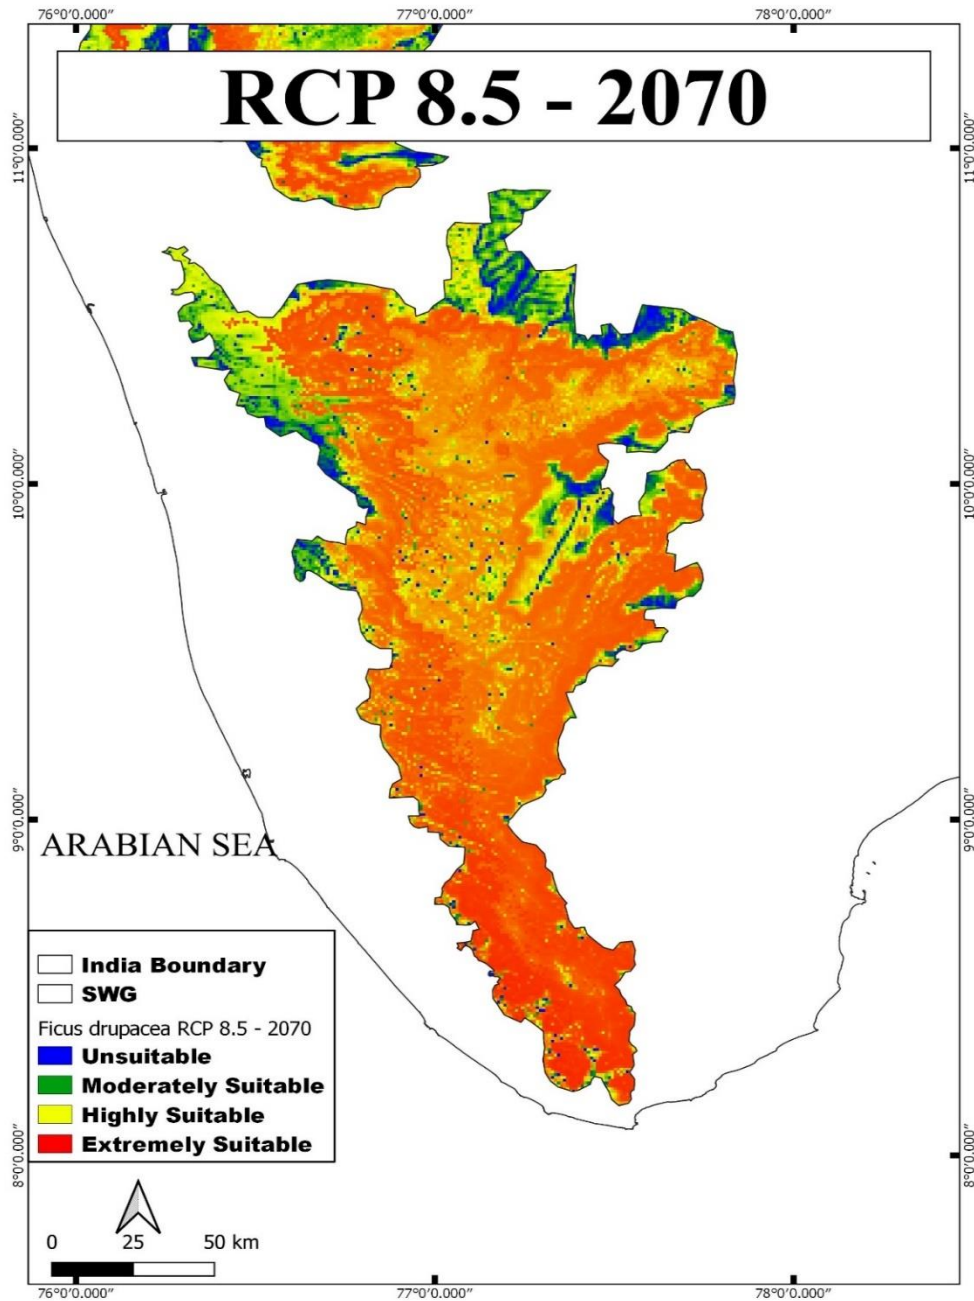 76°0'0.000" 77°0'0.000" 78°0'0.000"
RCP 8.5 - 2070
11°0'0.000" 11°0'0.000"
10°0'0.000" 10°0'0.000"
9°0'0.000" 9°0'0.000"
ARABIAN SEA
India Boundary
SWG
Ficus drupacea RCP 8.5 - 2070
Unsuitable
Moderately Suitable
Highly Suitable
Extremely Suitable
8°0'0.000" 8°0'0.000"
0 25 50 km
76°0'0.000" 77°0'0.000" 78°0'0.000"